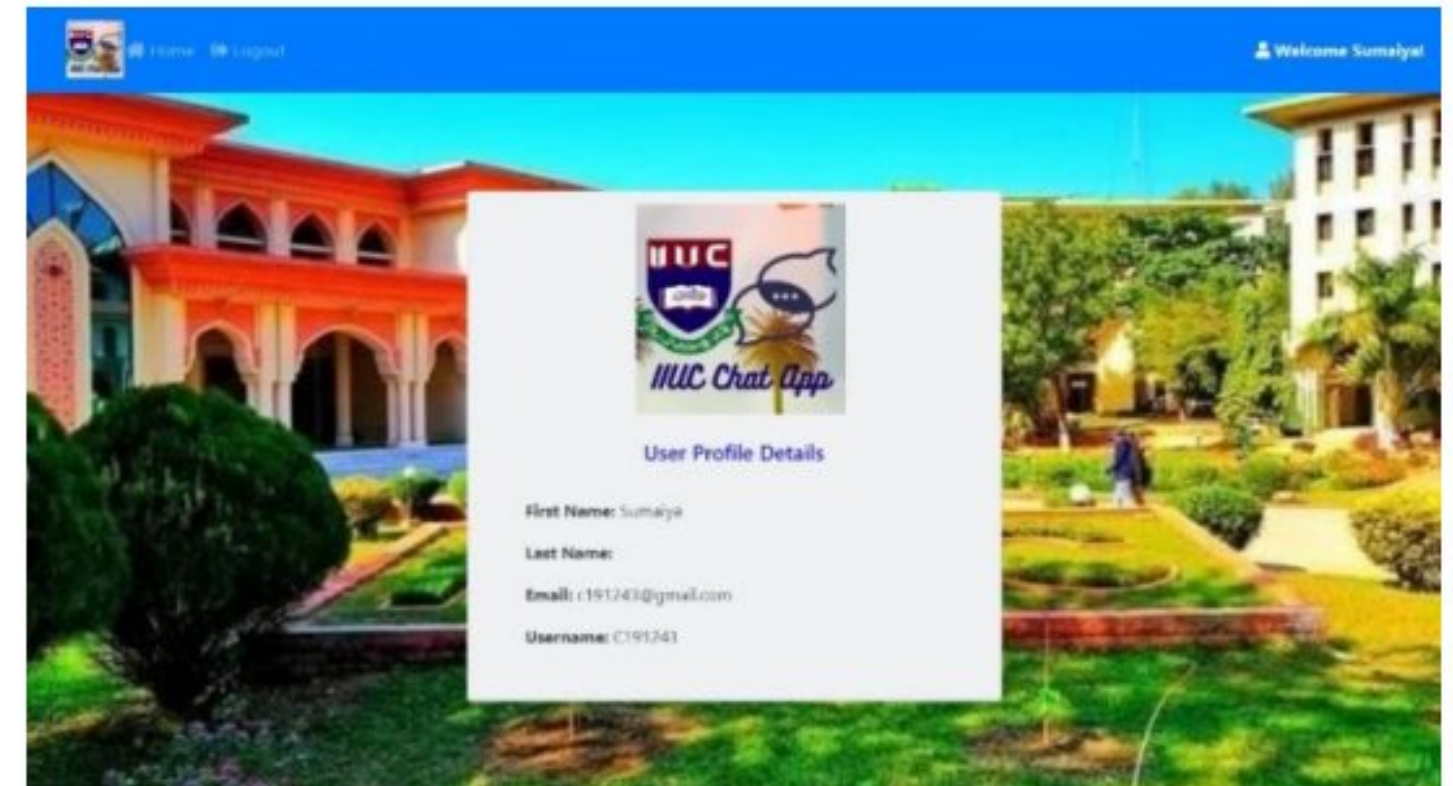 Home Logout
Welcome Sumaiya!
IIUC
IIUC Chat App
User Profile Details
First Name: Sumaiya
Last Name:
Email: c191243@gmail.com
Username: C191243